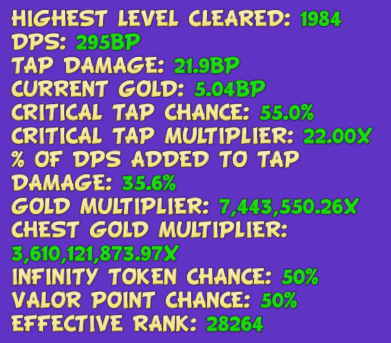 HIGHEST LEVEL CLEARED: 1984
DPS: 295BP
TAP DAMAGE: 21.9BP
CURRENT GOLD: 5.04BP
CRITICAL TAP CHANCE: 55.0%
CRITICAL TAP MULTIPLIER: 22.00X
% OF DPS ADDED TO TAP
DAMAGE: 35.6%
GOLD MULTIPLIER: 7,443,550.26X
CHEST GOLD MULTIPLIER:
3,610,121,873.97X
INFINITY TOKEN CHANCE: 50%
VALOR POINT CHANCE: 50%
EFFECTIVE RANK: 28264